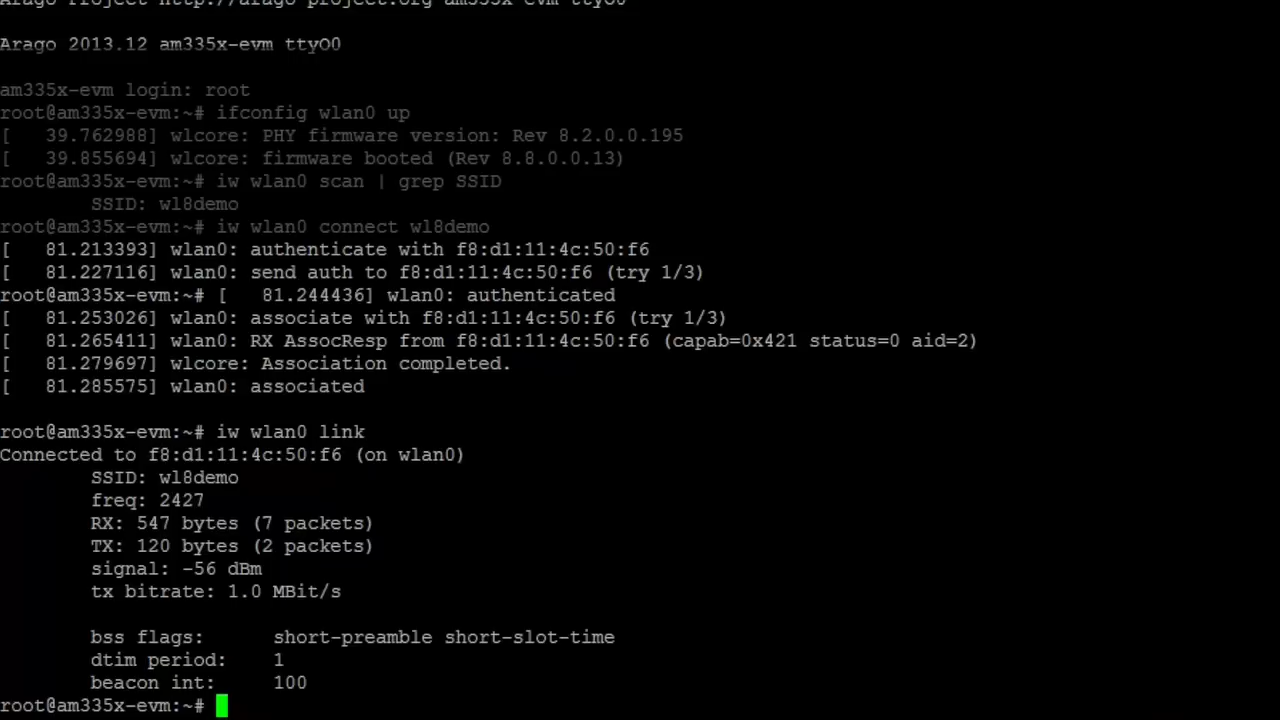 Arago Project http://arago-project.org am335x-evm ttyO0
Arago 2013.12 am335x-evm ttyO0
am335x-evm login: root
root@am335x-evm:~# ifconfig wlan0 up
[   39.762988] wlcore: PHY firmware version: Rev 8.2.0.0.195
[   39.855694] wlcore: firmware booted (Rev 8.8.0.0.13)
root@am335x-evm:~# iw wlan0 scan | grep SSID
        SSID: wl8demo
root@am335x-evm:~# iw wlan0 connect wl8demo
[   81.213393] wlan0: authenticate with f8:d1:11:4c:50:f6
[   81.227116] wlan0: send auth to f8:d1:11:4c:50:f6 (try 1/3)
root@am335x-evm:~# [   81.244436] wlan0: authenticated
[   81.253026] wlan0: associate with f8:d1:11:4c:50:f6 (try 1/3)
[   81.265411] wlan0: RX AssocResp from f8:d1:11:4c:50:f6 (capab=0x421 status=0 aid=2)
[   81.279697] wlcore: Association completed.
[   81.285575] wlan0: associated
root@am335x-evm:~# iw wlan0 link
Connected to f8:d1:11:4c:50:f6 (on wlan0)
        SSID: wl8demo
        freq: 2427
        RX: 547 bytes (7 packets)
        TX: 120 bytes (2 packets)
        signal: -56 dBm
        tx bitrate: 1.0 MBit/s
        bss flags:      short-preamble short-slot-time
        dtim period:    1
        beacon int:     100
root@am335x-evm:~#